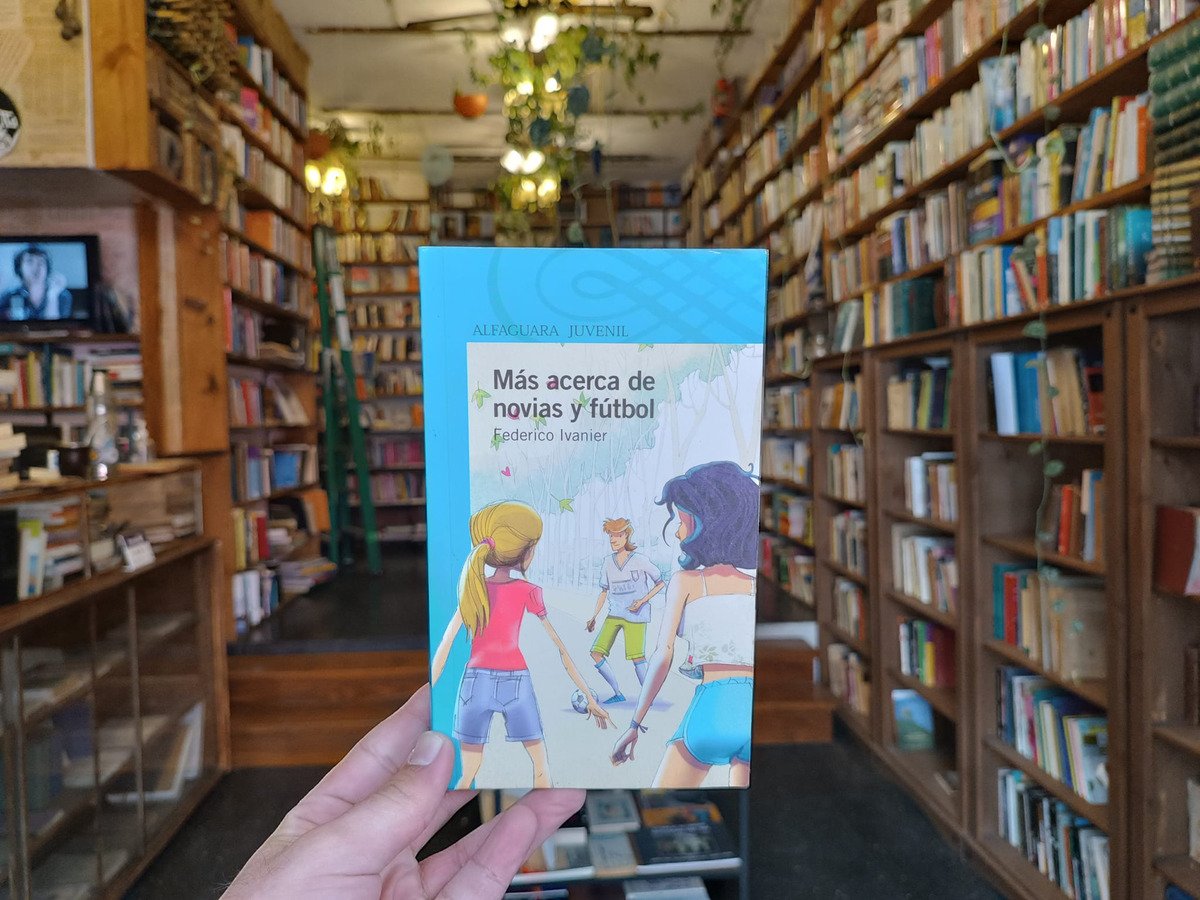 ALFAGUARA JUVENIL
Más acerca de
novias y fútbol
Federico Ivanier